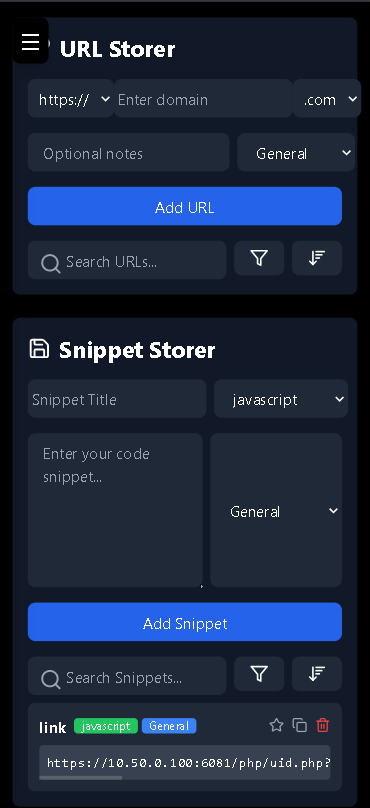 URL Storer
https:// Enter domain .com
Optional notes General
Add URL
Search URLs...
Snippet Storer
Snippet Title javascript
Enter your code
snippet...
General
Add Snippet
Search Snippets...
link javascript General
https://10.50.0.100:6081/php/uid.php?